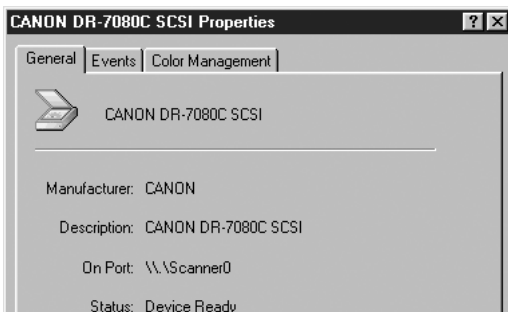 CANON DR-7080C SCSI Properties
General Events Color Management
CANON DR-7080C SCSI
Manufacturer: CANON
Description: CANON DR-7080C SCSI
On Port: \\.\Scanner0
Status: Device Ready